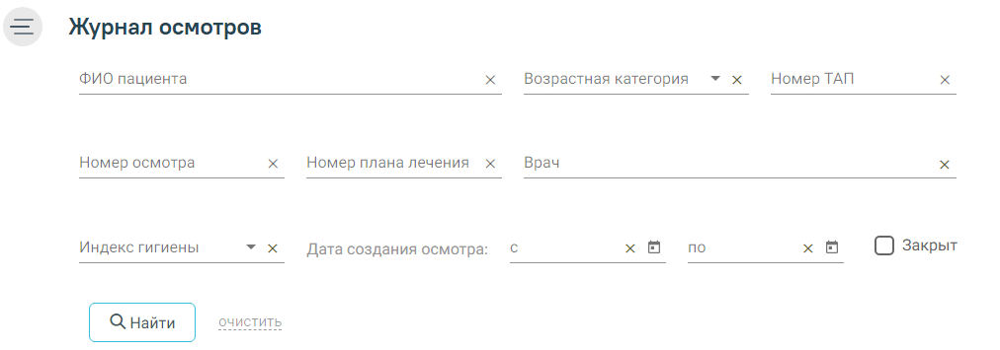 Журнал осмотров
ФИО пациента Возрастная категория Номер ТАП
Номер осмотра Номер плана лечения Врач
Индекс гигиены Дата создания осмотра: с по Закрыт
Найти очистить